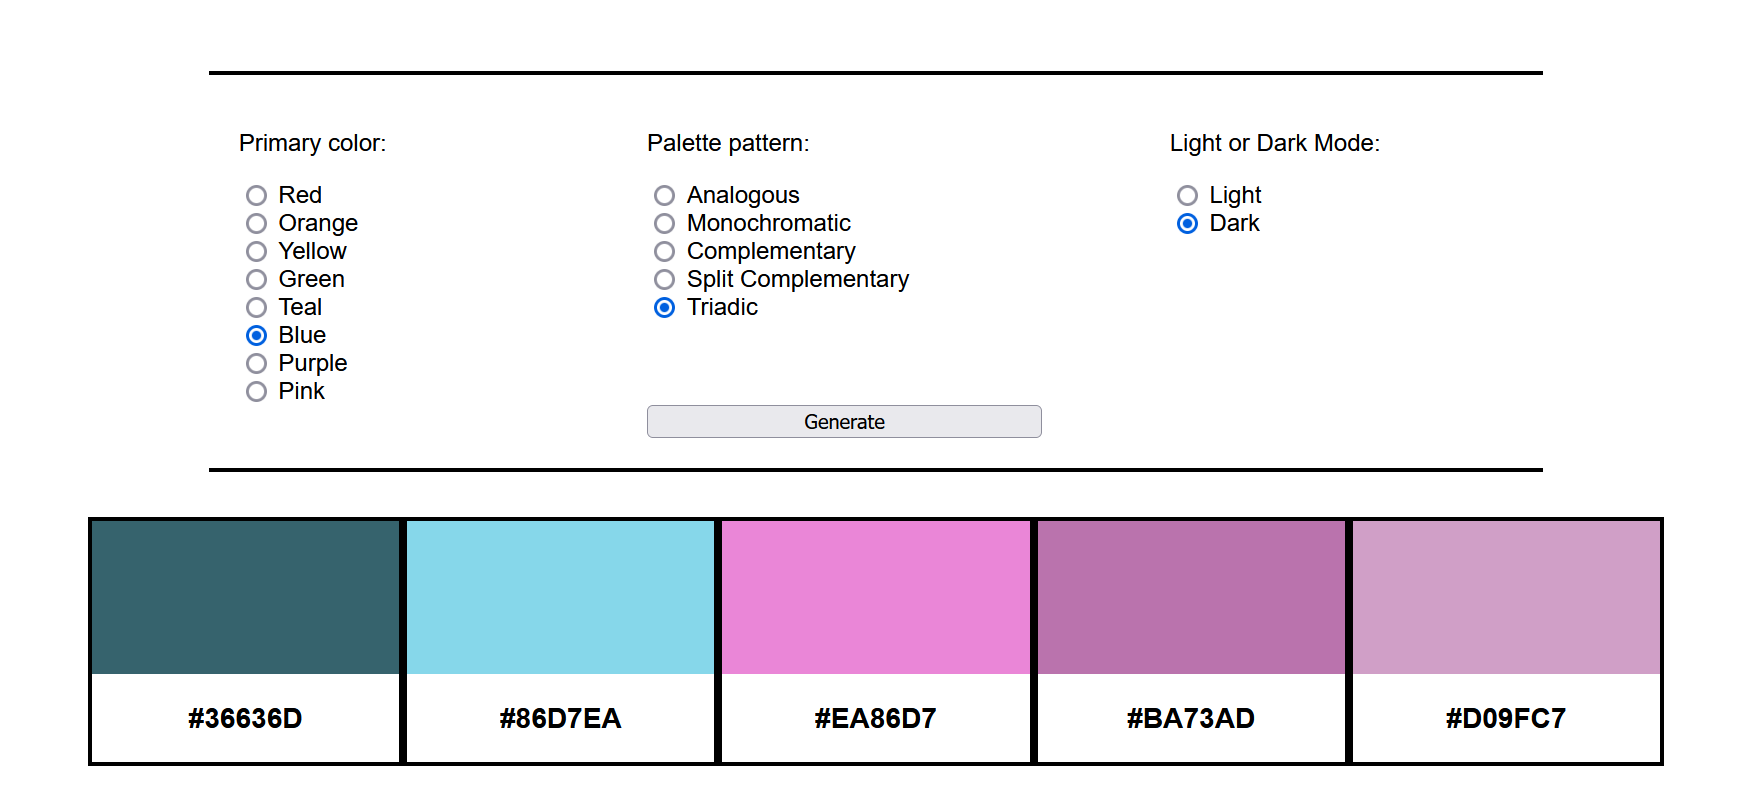 Primary color:
Red
Orange
Yellow
Green
Teal
Blue
Purple
Pink
Palette pattern:
Analogous
Monochromatic
Complementary
Split Complementary
Triadic
Light or Dark Mode:
Light
Dark
Generate
#36636D
#86D7EA
#EA86D7
#BA73AD
#D09FC7